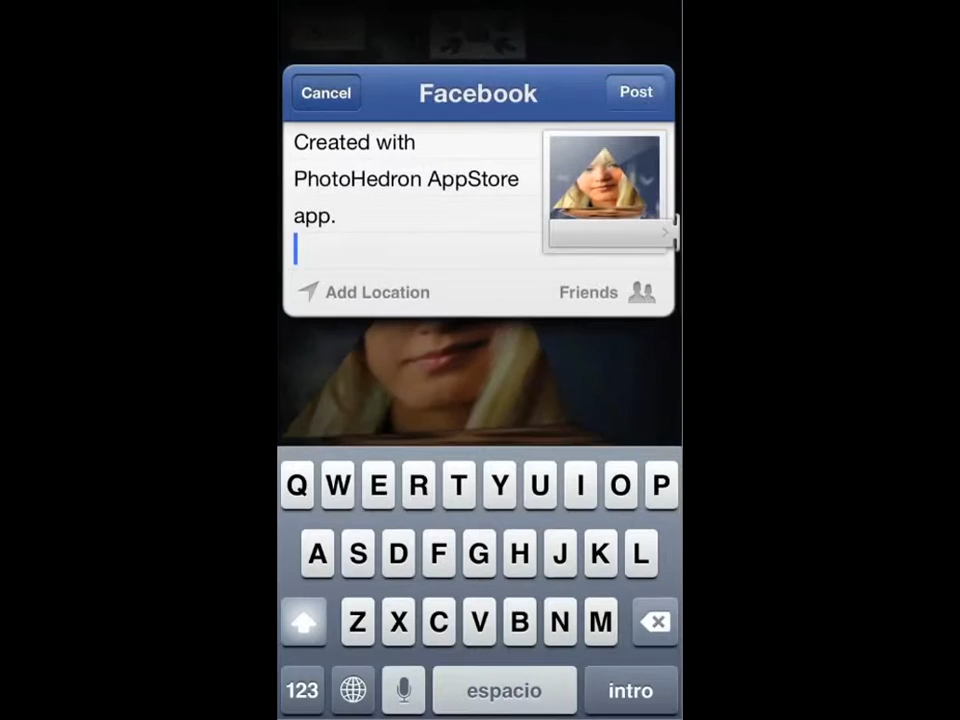 Cancel Facebook Post
Created with
PhotoHedron AppStore
app.
Add Location Friends
Q W E R T Y U I O P
A S D F G H J K L
Z X C V B N M
123 espacio intro